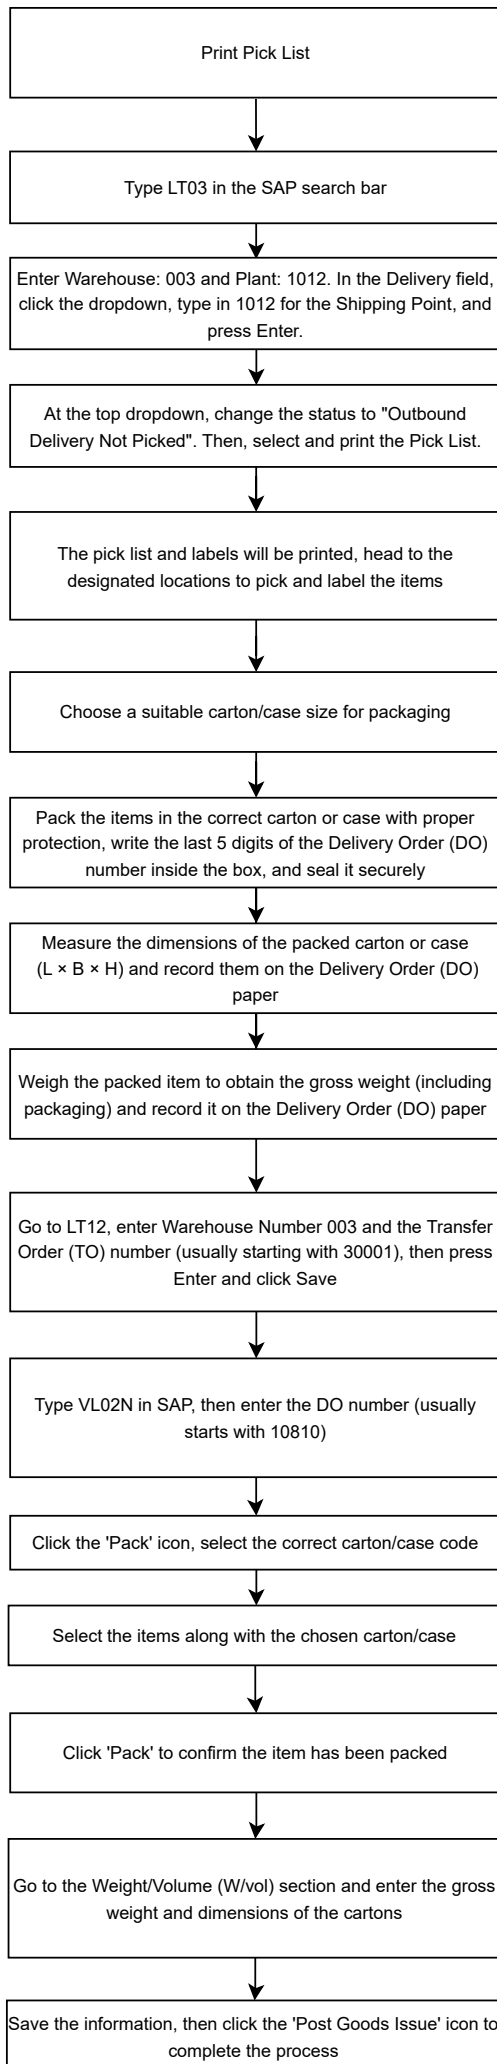 Print Pick List
Type LT03 in the SAP search bar
Enter Warehouse: 003 and Plant: 1012. In the Delivery field,
click the dropdown, type in 1012 for the Shipping Point, and
press Enter.
At the top dropdown, change the status to "Outbound
Delivery Not Picked". Then, select and print the Pick List.
The pick list and labels will be printed, head to the
designated locations to pick and label the items
Choose a suitable carton/case size for packaging
Pack the items in the correct carton or case with proper
protection, write the last 5 digits of the Delivery Order (DO)
number inside the box, and seal it securely
Measure the dimensions of the packed carton or case
(L × B × H) and record them on the Delivery Order (DO)
paper
Weigh the packed item to obtain the gross weight (including
packaging) and record it on the Delivery Order (DO) paper
Go to LT12, enter Warehouse Number 003 and the Transfer
Order (TO) number (usually starting with 30001), then press
Enter and click Save
Type VL02N in SAP, then enter the DO number (usually
starts with 10810)
Click the 'Pack' icon, select the correct carton/case code
Select the items along with the chosen carton/case
Click 'Pack' to confirm the item has been packed
Go to the Weight/Volume (W/vol) section and enter the gross
weight and dimensions of the cartons
Save the information, then click the 'Post Goods Issue' icon to
complete the process